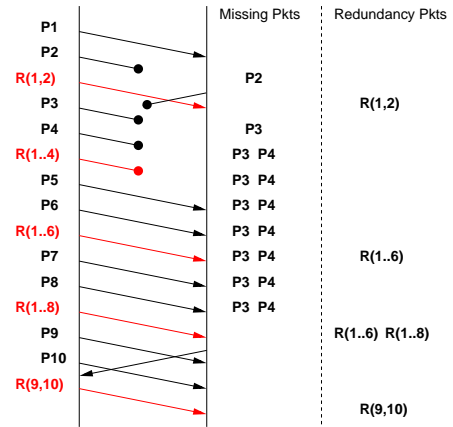 Missing Pkts Redundancy Pkts
P1
P2
R(1,2) P2
P3 R(1,2)
P4 P3
R(1..4) P3 P4
P5 P3 P4
P6 P3 P4
R(1..6) P3 P4 R(1..6)
P7 P3 P4
P8 P3 P4
R(1..8)
P9 R(1..6) R(1..8)
P10
R(9,10)
R(9,10)